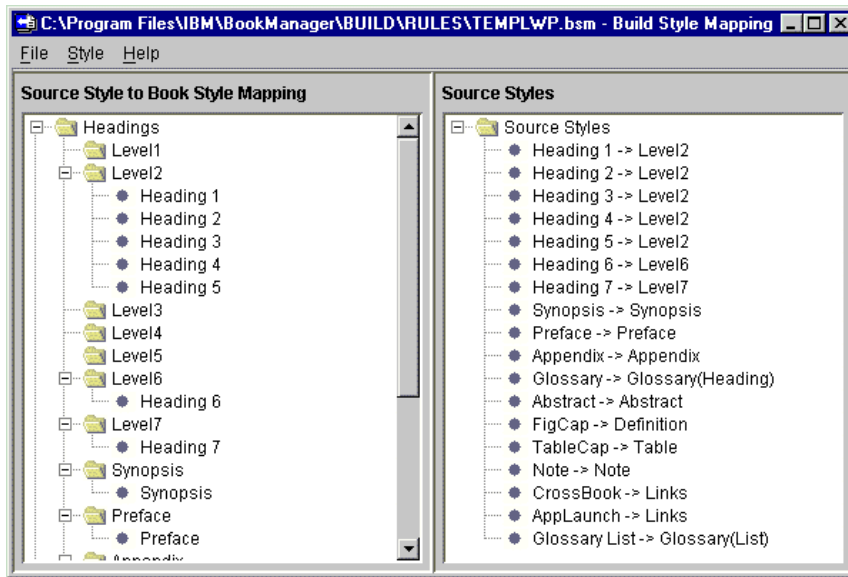 C:\Program Files\IBM\BookManager\BUILD\RULES\TEMPLWP.bsm - Build Style Mapping
File Style Help
Source Style to Book Style Mapping
Headings
Level1
Level2
Heading 1
Heading 2
Heading 3
Heading 4
Heading 5
Level3
Level4
Level5
Level6
Heading 6
Level7
Heading 7
Synopsis
Synopsis
Preface
Preface
Appendix
Source Styles
Source Styles
Heading 1 -> Level2
Heading 2 -> Level2
Heading 3 -> Level2
Heading 4 -> Level2
Heading 5 -> Level2
Heading 6 -> Level6
Heading 7 -> Level7
Synopsis -> Synopsis
Preface -> Preface
Appendix -> Appendix
Glossary -> Glossary(Heading)
Abstract -> Abstract
FigCap -> Definition
TableCap -> Table
Note -> Note
CrossBook -> Links
AppLaunch -> Links
Glossary List -> Glossary(List)